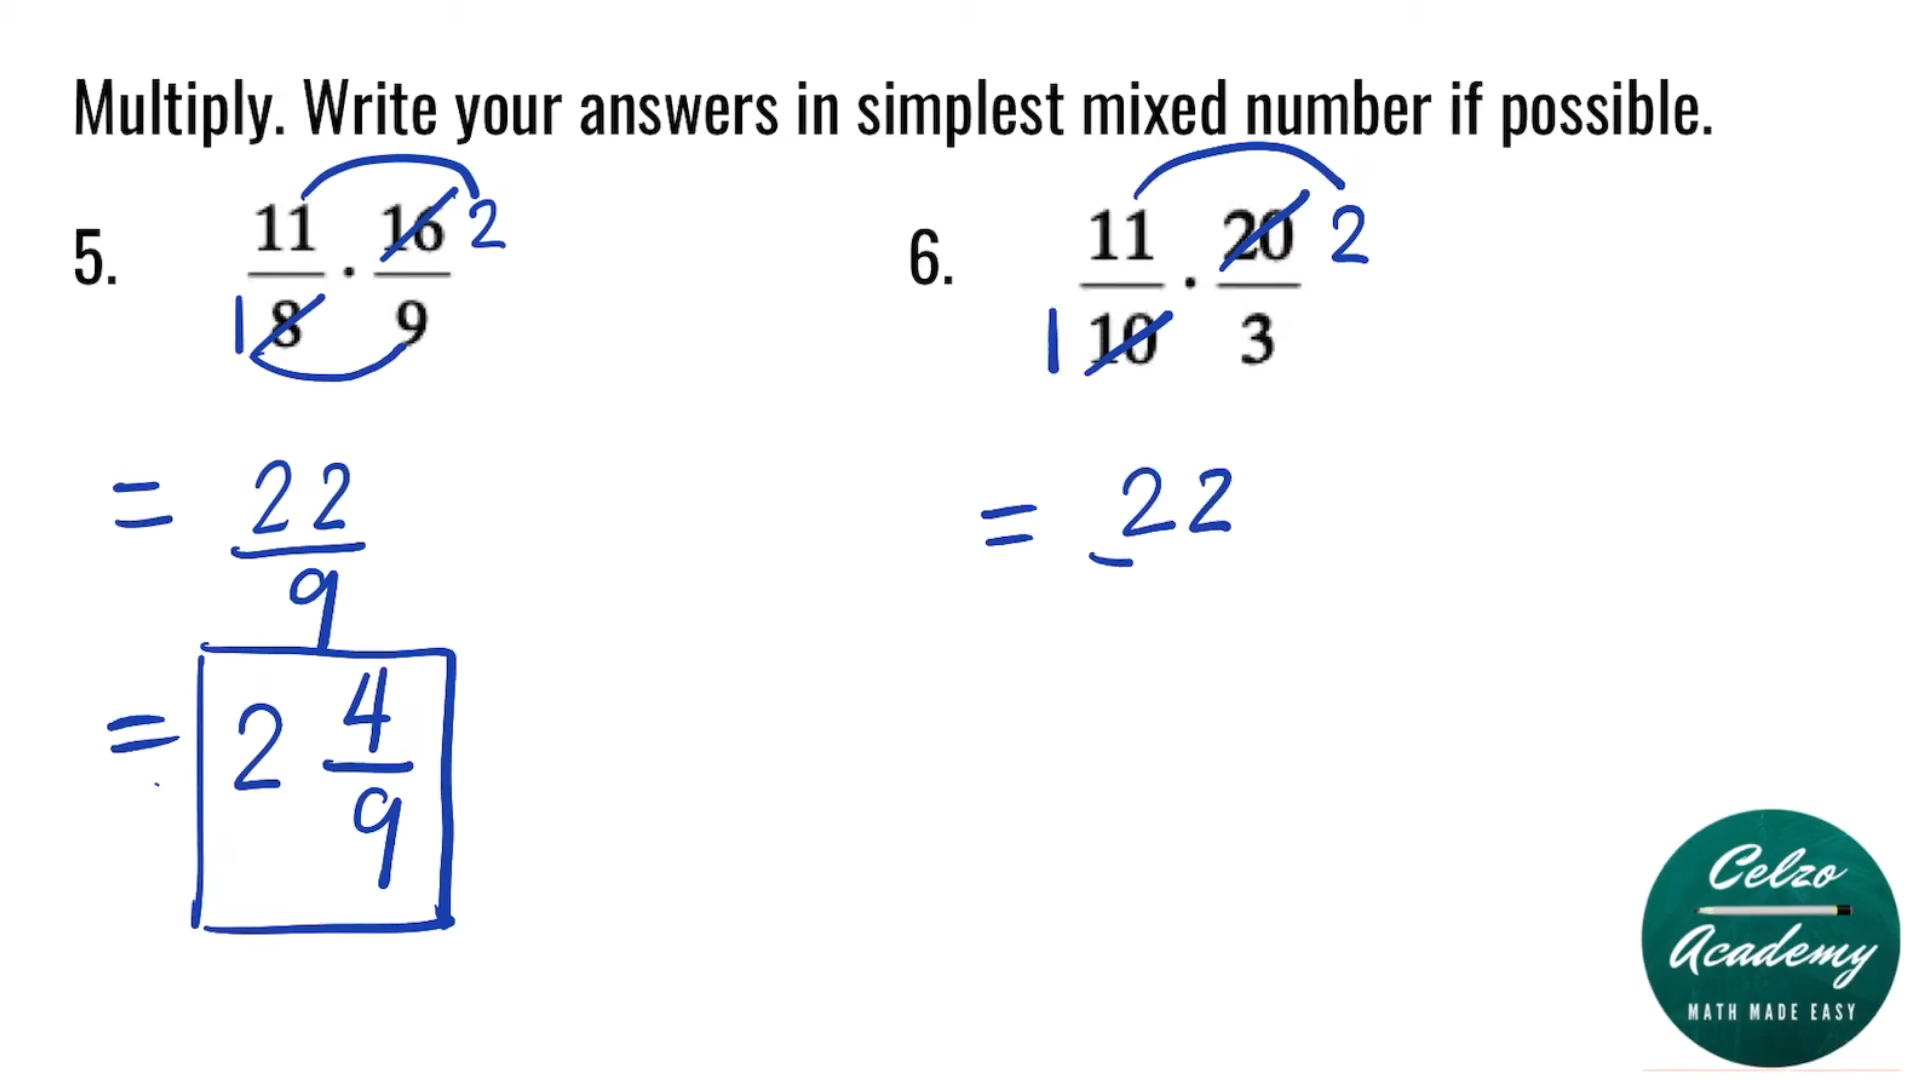 Multiply. Write your answers in simplest mixed number if possible.
5.
11 16 2
· 
1 8 9
= 22
9
= 2 4
9
6.
11 20 2
·
1 10 3
= 22
Celzo
Academy
MATH MADE EASY